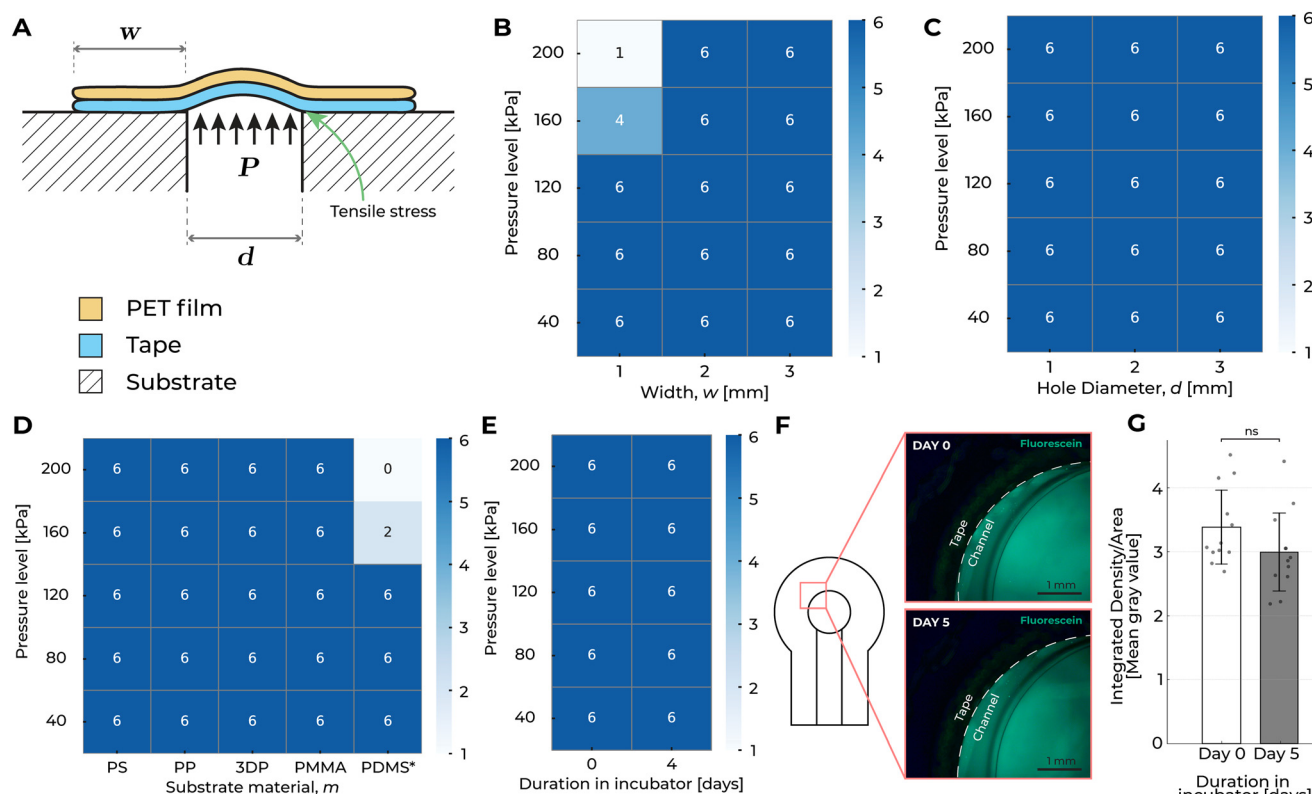 A
w
P
Tensile stress
d
PET film
Tape
Substrate
B
Pressure level [kPa]
200 1 6 6
160 4 6 6
120 6 6 6
80 6 6 6
40 6 6 6
1 2 3
Width, w [mm]
6
5
4
3
2
1
C
Pressure level [kPa]
200 6 6 6
160 6 6 6
120 6 6 6
80 6 6 6
40 6 6 6
1 2 3
Hole Diameter, d [mm]
6
5
4
3
2
1
D
Pressure level [kPa]
200 6 6 6 6 0
160 6 6 6 6 2
120 6 6 6 6 6
80 6 6 6 6 6
40 6 6 6 6 6
PS PP 3DP PMMA PDMS*
Substrate material, m
6
5
4
3
2
1
E
Pressure level [kPa]
200 6 6
160 6 6
120 6 6
80 6 6
40 6 6
0 4
Duration in incubator [days]
6
5
4
3
2
1
F
DAY 0 Fluorescein
Tape
Channel
1 mm
DAY 5 Fluorescein
Tape
Channel
1 mm
G
ns
Integrated Density/Area
[Mean gray value]
4
3
2
1
0
Day 0 Day 5
Duration in
incubator [days]